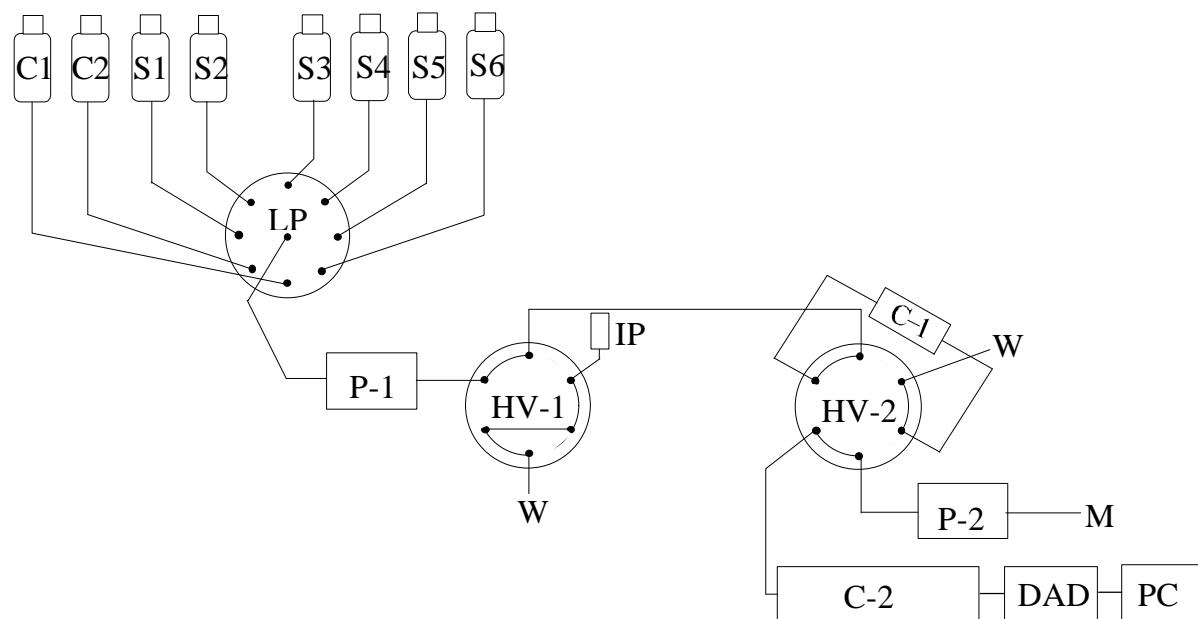 C1 C2 S1 S2 S3 S4 S5 S6
LP
IP
C-1
W
P-1
HV-1
HV-2
W
P-2
M
C-2
DAD
PC